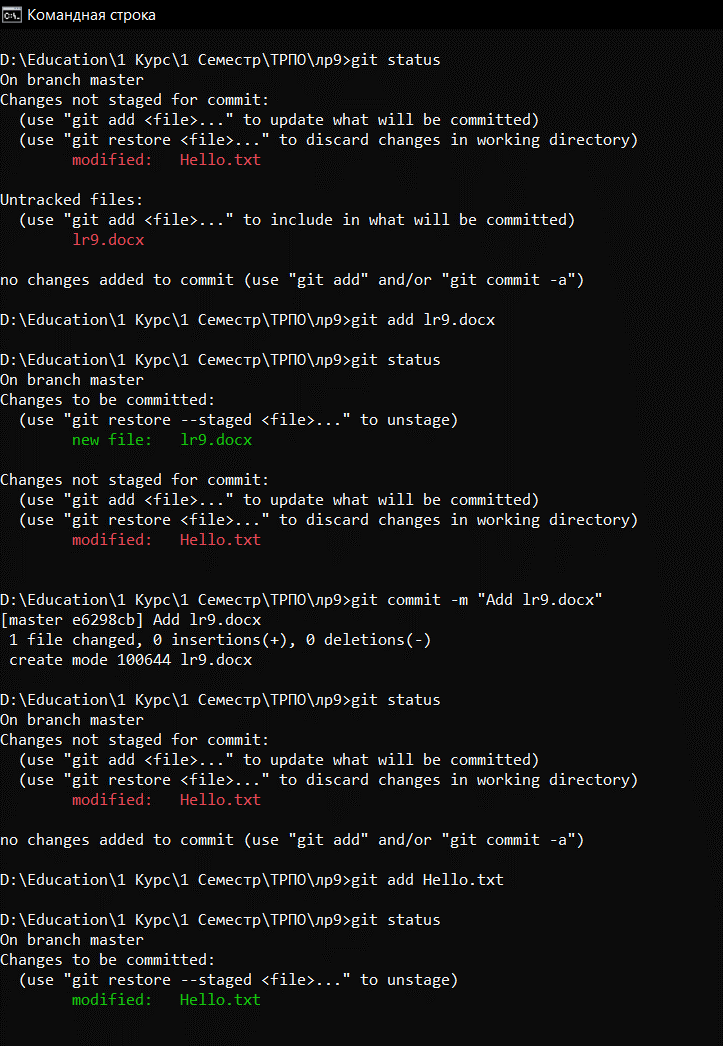 Командная строка
D:\Education\1 Курс\1 Семестр\ТРПО\лр9>git status
On branch master
Changes not staged for commit:
  (use "git add <file>..." to update what will be committed)
  (use "git restore <file>..." to discard changes in working directory)
        modified:   Hello.txt
Untracked files:
  (use "git add <file>..." to include in what will be committed)
        lr9.docx
no changes added to commit (use "git add" and/or "git commit -a")
D:\Education\1 Курс\1 Семестр\ТРПО\лр9>git add lr9.docx
D:\Education\1 Курс\1 Семестр\ТРПО\лр9>git status
On branch master
Changes to be committed:
  (use "git restore --staged <file>..." to unstage)
        new file:   lr9.docx
Changes not staged for commit:
  (use "git add <file>..." to update what will be committed)
  (use "git restore <file>..." to discard changes in working directory)
        modified:   Hello.txt
D:\Education\1 Курс\1 Семестр\ТРПО\лр9>git commit -m "Add lr9.docx"
[master e6298cb] Add lr9.docx
 1 file changed, 0 insertions(+), 0 deletions(-)
 create mode 100644 lr9.docx
D:\Education\1 Курс\1 Семестр\ТРПО\лр9>git status
On branch master
Changes not staged for commit:
  (use "git add <file>..." to update what will be committed)
  (use "git restore <file>..." to discard changes in working directory)
        modified:   Hello.txt
no changes added to commit (use "git add" and/or "git commit -a")
D:\Education\1 Курс\1 Семестр\ТРПО\лр9>git add Hello.txt
D:\Education\1 Курс\1 Семестр\ТРПО\лр9>git status
On branch master
Changes to be committed:
  (use "git restore --staged <file>..." to unstage)
        modified:   Hello.txt